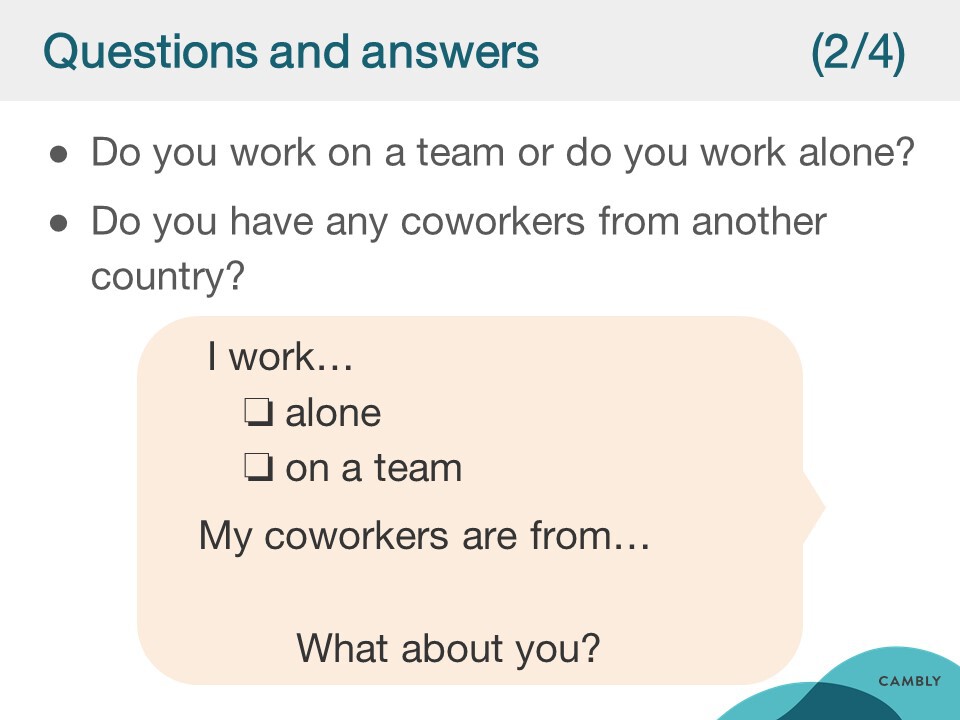 Questions and answers (2/4)
● Do you work on a team or do you work alone?
● Do you have any coworkers from another
country?
I work…
❏ alone
❏ on a team
My coworkers are from…
What about you?
CAMBLY